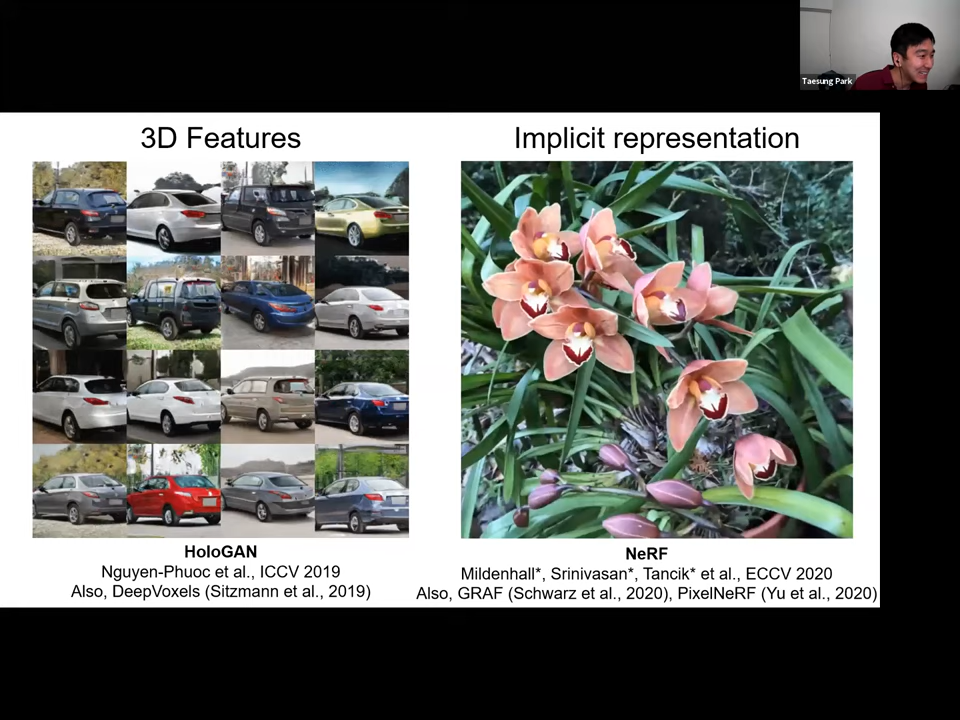 Taesung Park
3D Features
Implicit representation
HoloGAN
Nguyen-Phuoc et al., ICCV 2019
Also, DeepVoxels (Sitzmann et al., 2019)
NeRF
Mildenhall*, Srinivasan*, Tancik* et al., ECCV 2020
Also, GRAF (Schwarz et al., 2020), PixelNeRF (Yu et al., 2020)